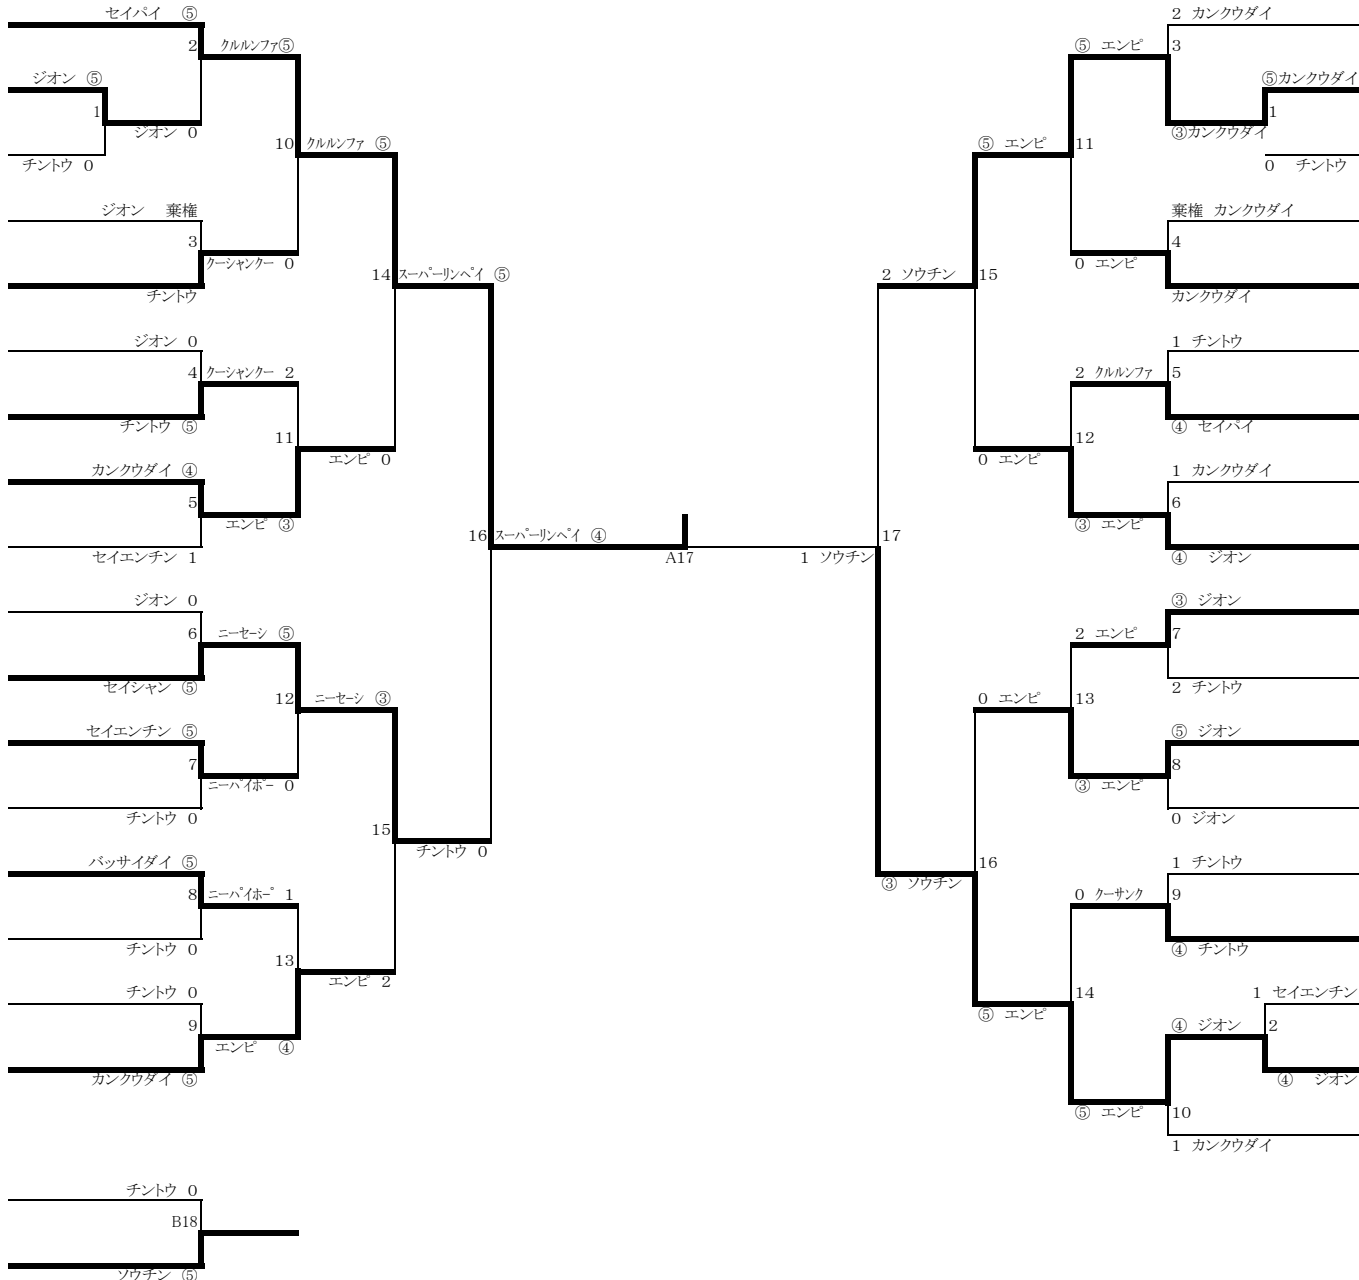 セイパイ ⑤
2 カンクウダイ
2 クルルンファ⑤
⑤ エンピ 3
ジオン ⑤
⑤カンクウダイ
1
1
ジオン 0
③カンクウダイ
10 クルルンファ ⑤
⑤ エンピ 11
チントウ 0
0 チントウ
ジオン 棄権
棄権 カンクウダイ
3
4
クーシャンクー 0
0 エンピ
14 スーパーリンペイ ⑤
2 ソウチン 15
チントウ
カンクウダイ
ジオン 0
1 チントウ
4 クーシャンクー 2
2 クルルンファ 5
チントウ ⑤
④ セイパイ
11
12
エンピ 0
0 エンピ
カンクウダイ ④
1 カンクウダイ
5
6
エンピ ③
③ エンピ
16 スーパーリンペイ ④
17
セイエンチン 1
A17
1 ソウチン
④ ジオン
ジオン 0
③ ジオン
6 ニーセーシ ⑤
2 エンピ 7
セイシャン ⑤
2 チントウ
12 ニーセーシ ③
0 エンピ 13
セイエンチン ⑤
⑤ ジオン
7
8
ニーパイポー 0
③ エンピ
チントウ 0
0 ジオン
15
チントウ 0
バッサイダイ ⑤
1 チントウ
16
③ ソウチン
8 ニーパイホープ 1
0 クーサンク 9
チントウ 0
④ チントウ
13
エンピ 2
チントウ 0
14
1 セイエンチン
⑤ エンピ
9
④ ジオン 2
エンピ ④
カンクウダイ ⑤
④ ジオン
⑤ エンピ 10
1 カンクウダイ
チントウ 0
B18
ソウチン ⑤